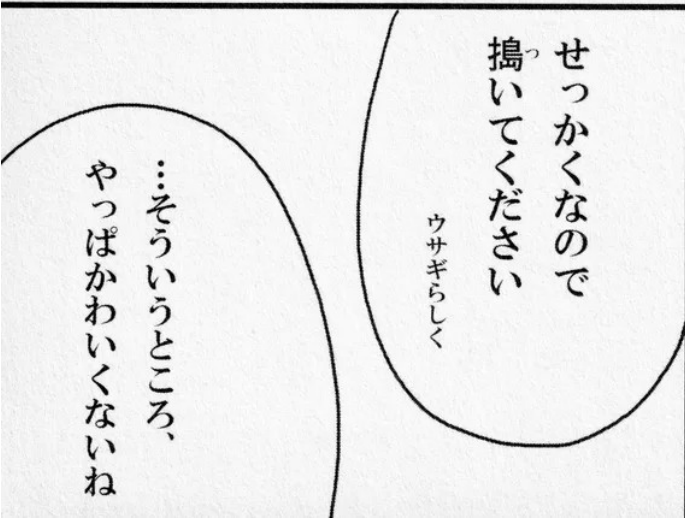 せっかくなので
搗いてください
ウサギらしく
…そういうところ、
やっぱかわいくないね